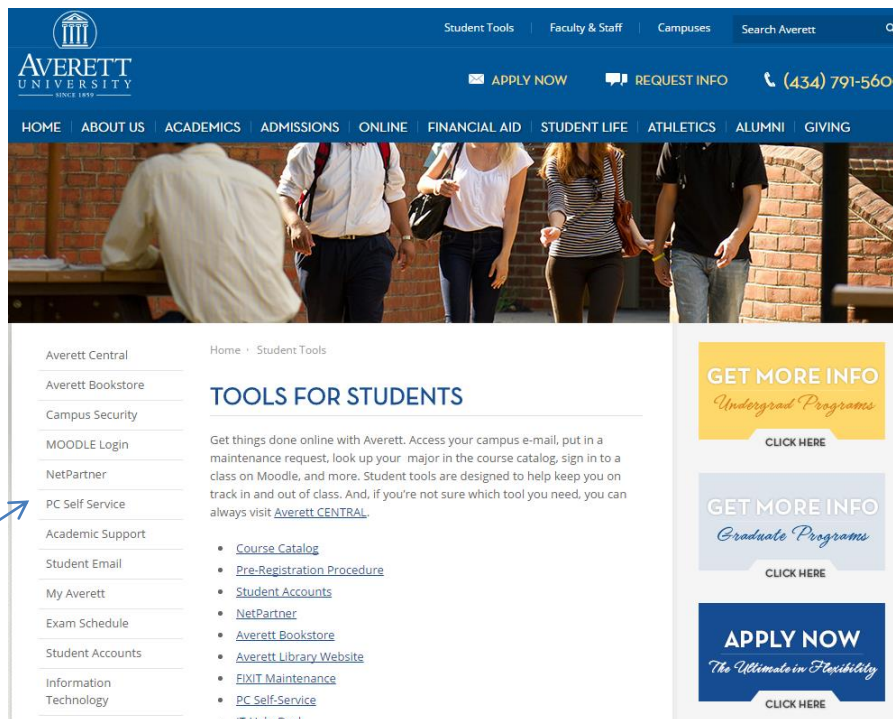 Student Tools
Faculty & Staff
Campuses
Search Averett
AVERETT
UNIVERSITY
SINCE 1859
APPLY NOW
REQUEST INFO
(434) 791-560
HOME
ABOUT US
ACADEMICS
ADMISSIONS
ONLINE
FINANCIAL AID
STUDENT LIFE
ATHLETICS
ALUMNI
GIVING
Averett Central
Averett Bookstore
Campus Security
MOODLE Login
NetPartner
PC Self Service
Academic Support
Student Email
My Averett
Exam Schedule
Student Accounts
Information
Technology
Home · Student Tools
TOOLS FOR STUDENTS
Get things done online with Averett. Access your campus e-mail, put in a
maintenance request, look up your major in the course catalog, sign in to a
class on Moodle, and more. Student tools are designed to help keep you on
track in and out of class. And, if you're not sure which tool you need, you can
always visit Averett CENTRAL.
• Course Catalog
• Pre-Registration Procedure
• Student Accounts
• NetPartner
• Averett Bookstore
• Averett Library Website
• FIXIT Maintenance
• PC Self-Service
GET MORE INFO
Undergrad Programs
CLICK HERE
GET MORE INFO
Graduate Programs
CLICK HERE
APPLY NOW
The Ultimate in Flexibility
CLICK HERE